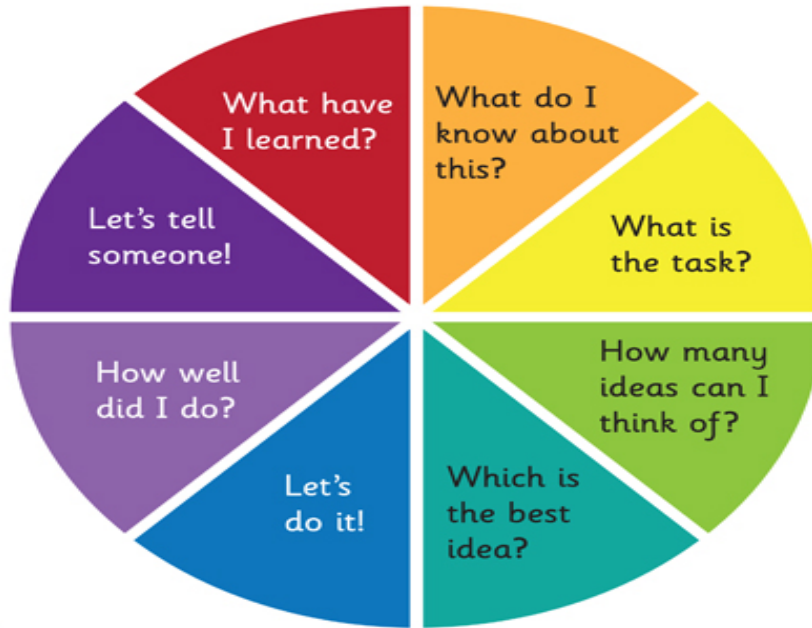 What do I
know about
this?
What is
the task?
How many
ideas can I
think of?
Which is
the best
idea?
Let's
do it!
How well
did I do?
Let's tell
someone!
What have
I learned?